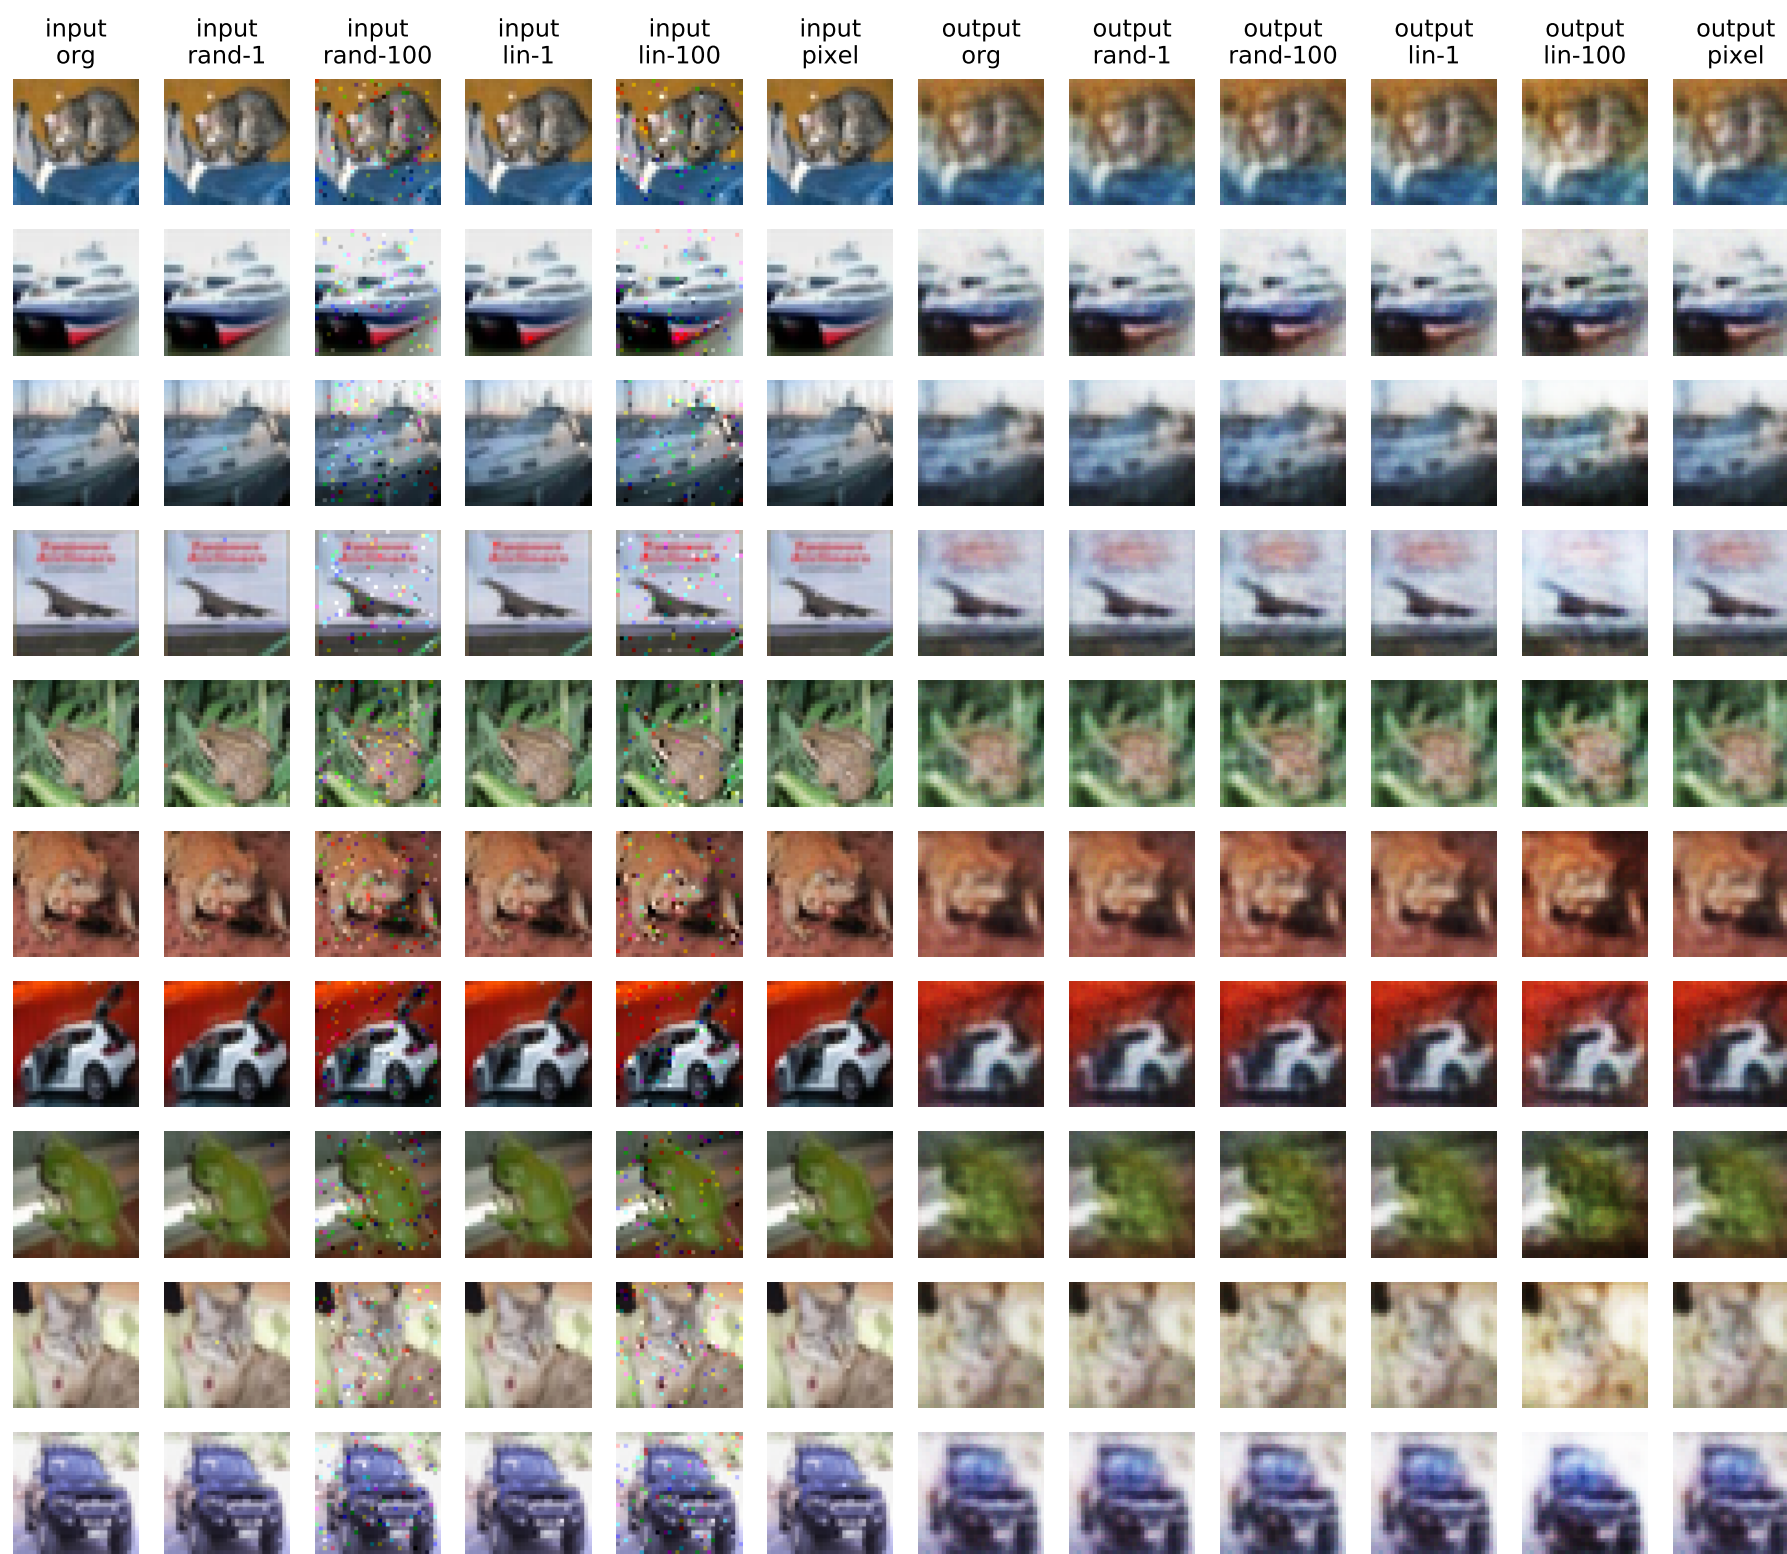 input input input input input input output output output output output output
org rand-1 rand-100 lin-1 lin-100 pixel org rand-1 rand-100 lin-1 lin-100 pixel